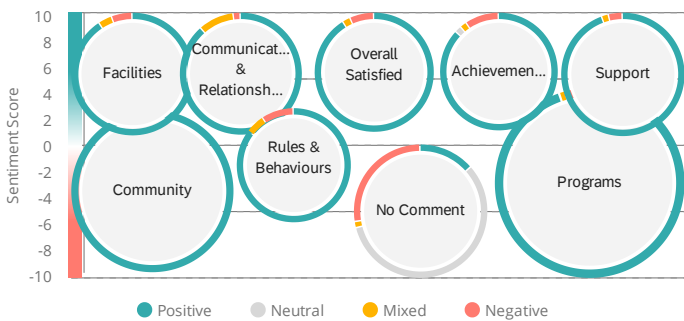 Sentiment Score
10
8
6
4
2
0
-2
-4
-6
-8
-10
Facilities
Communicat...
&
Relationsh...
Overall
Satisfied
Achievemen...
Support
Community
Rules &
Behaviours
No Comment
Programs
Positive
Neutral
Mixed
Negative